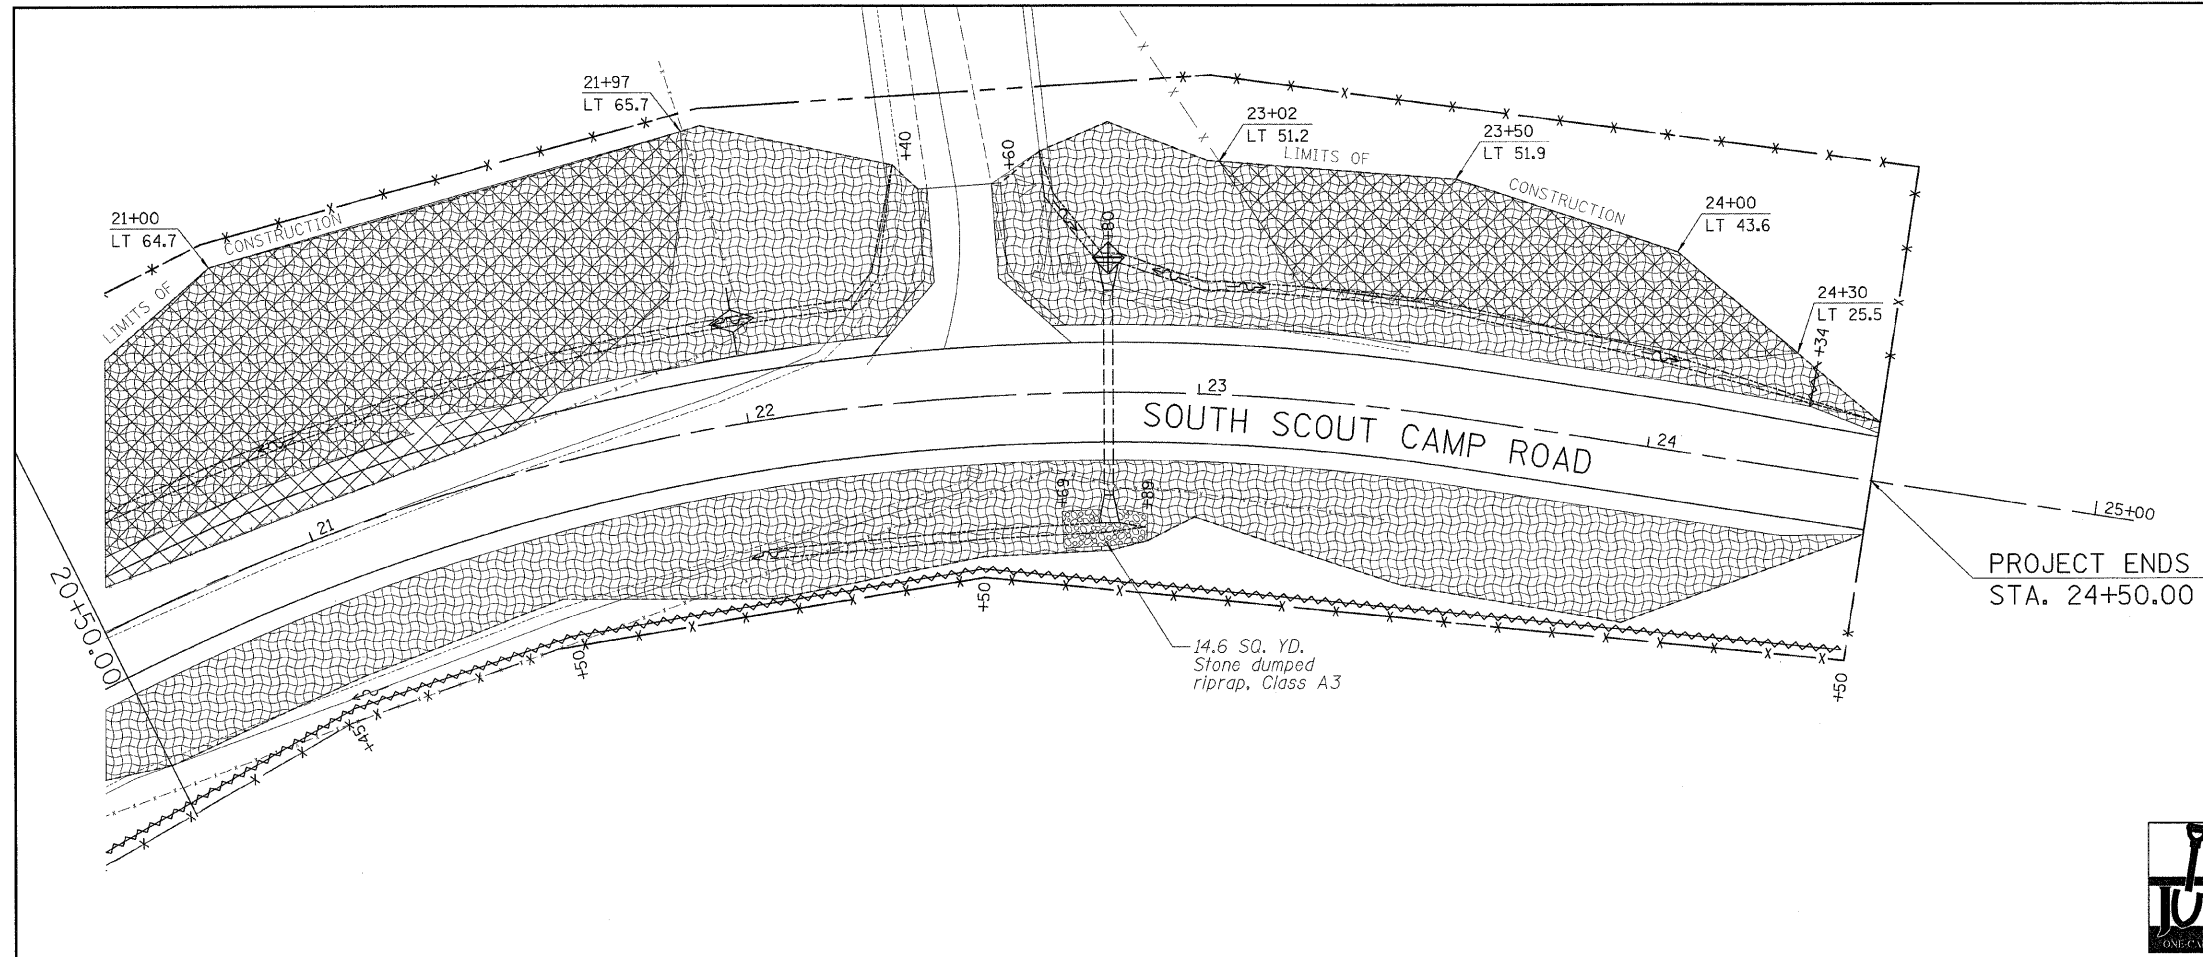 21+97
LT 65.7
+40
+60
23+02
LT 51.2
LIMITS OF
23+50
LT 51.9
CONSTRUCTION
24+00
LT 43.6
21+00
LT 64.7
CONSTRUCTION
LIMITS OF
+80
24+30
LT 25.5
+34
22
23
SOUTH SCOUT CAMP ROAD
24
21
25+00
+69
+89
PROJECT ENDS
STA. 24+50.00
20+50.00
+50
+50
+45
+50
14.6 SQ. YD.
Stone dumped
riprap, Class A3